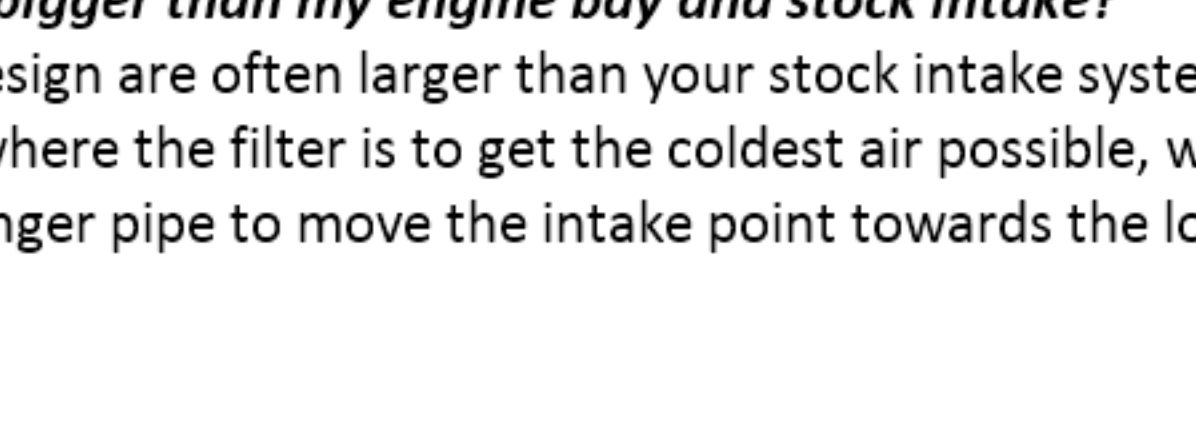 bigger than my engine bay and stock intake?
esign are often larger than your stock intake syste
where the filter is to get the coldest air possible, w
nger pipe to move the intake point towards the lo